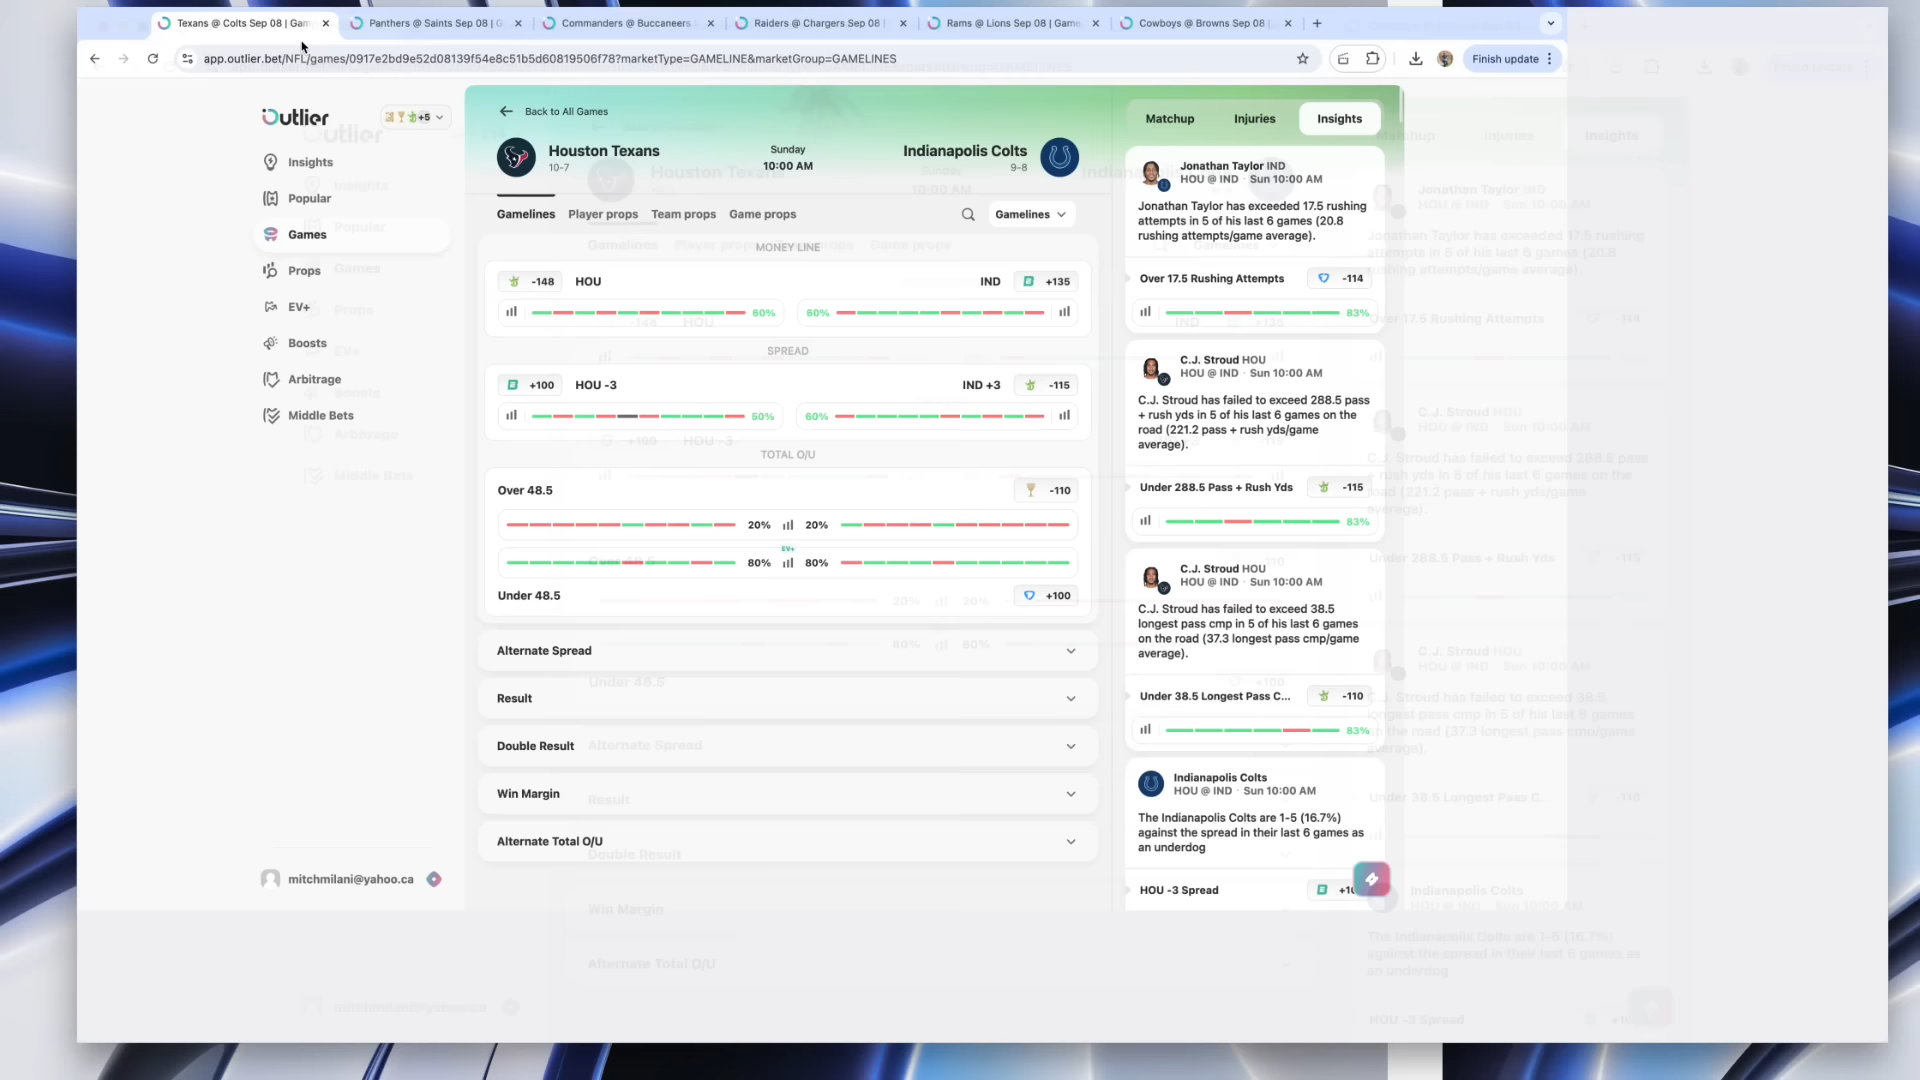 Texans @ Colts Sep 08 | Gam
Panthers @ Saints Sep 08 | G
Commanders @ Buccaneers
Raiders @ Chargers Sep 08 |
Rams @ Lions Sep 08 | Game
Cowboys @ Browns Sep 08 |
app.outlier.bet/NFL/games/0917e2bd9e52d08139f54e8c51b5d60819506f78?marketType=GAMELINE&marketGroup=GAMELINES
Finish update
Outlier
+5
Insights
Popular
Games
Props
EV+
Boosts
Arbitrage
Middle Bets
mitchmilani@yahoo.ca
Back to All Games
Houston Texans
10-7
Sunday
10:00 AM
Indianapolis Colts
9-8
Gamelines Player props Team props Game props
Gamelines
MONEY LINE
-148 HOU
IND +135
60%
60%
SPREAD
+100 HOU -3
IND +3 -115
50%
60%
TOTAL O/U
Over 48.5
-110
20% 20%
EV+
80% 80%
Under 48.5
+100
Alternate Spread
Result
Double Result
Win Margin
Alternate Total O/U
Matchup Injuries Insights
Jonathan Taylor IND
HOU @ IND · Sun 10:00 AM
Jonathan Taylor has exceeded 17.5 rushing
attempts in 5 of his last 6 games (20.8
rushing attempts/game average).
Over 17.5 Rushing Attempts
-114
83%
C.J. Stroud HOU
HOU @ IND · Sun 10:00 AM
C.J. Stroud has failed to exceed 288.5 pass
+ rush yds in 5 of his last 6 games on the
road (221.2 pass + rush yds/game
average).
Under 288.5 Pass + Rush Yds
-115
83%
C.J. Stroud HOU
HOU @ IND · Sun 10:00 AM
C.J. Stroud has failed to exceed 38.5
longest pass cmp in 5 of his last 6 games
on the road (37.3 longest pass cmp/game
average).
Under 38.5 Longest Pass C...
-110
83%
Indianapolis Colts
HOU @ IND · Sun 10:00 AM
The Indianapolis Colts are 1-5 (16.7%)
against the spread in their last 6 games as
an underdog
HOU -3 Spread